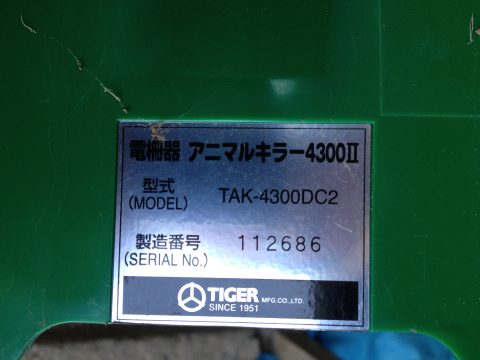 電柵器 アニマルキラー4300II
型式
(MODEL) TAK-4300DC2
製造番号
(SERIAL No.) 112686
TIGER MFG.CO.,LTD.
SINCE 1951